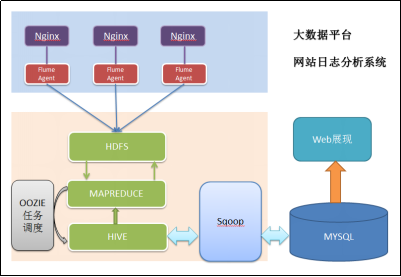 Nginx
Nginx
Nginx
Flume
Agent
Flume
Agent
Flume
Agent
大数据平台
网站日志分析系统
HDFS
MAPREDUCE
HIVE
OOZIE
任务
调度
Sqoop
Web展现
MYSQL